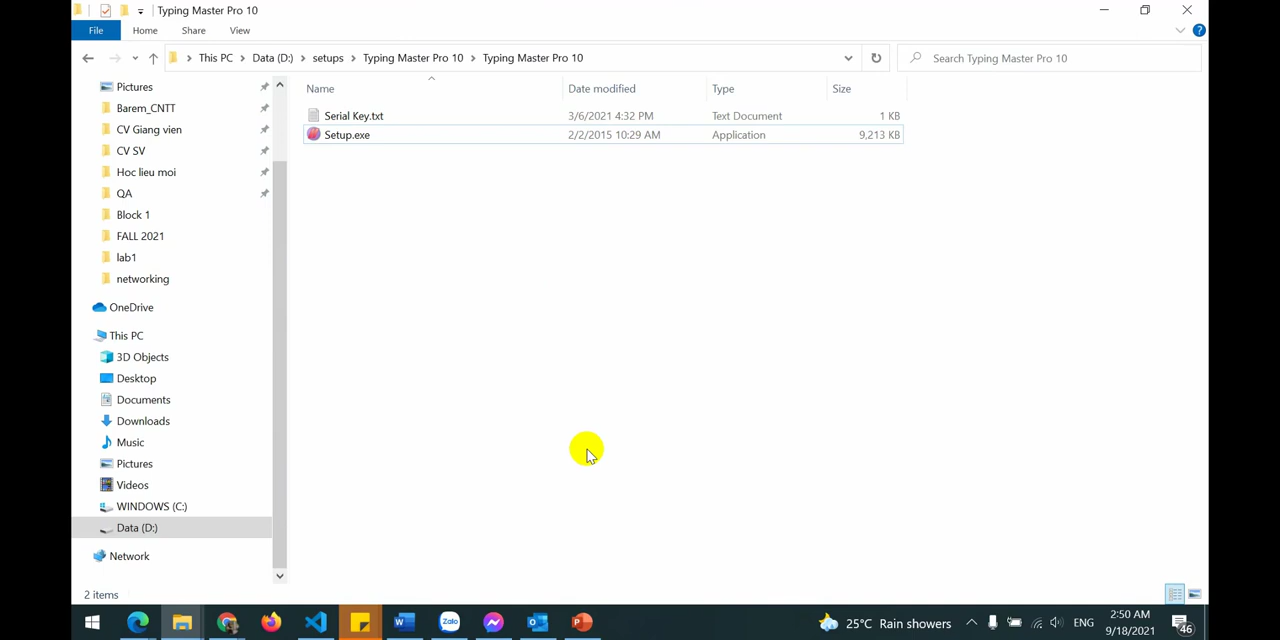 Typing Master Pro 10
File Home Share View
This PC Data (D:) setups Typing Master Pro 10 Typing Master Pro 10 Search Typing Master Pro 10
Name Date modified Type Size
Serial Key.txt 3/6/2021 4:32 PM Text Document 1 KB
Setup.exe 2/2/2015 10:29 AM Application 9,213 KB
Pictures
Barem_CNTT
CV Giang vien
CV SV
Hoc lieu moi
QA
Block 1
FALL 2021
lab1
networking
OneDrive
This PC
3D Objects
Desktop
Documents
Downloads
Music
Pictures
Videos
WINDOWS (C:)
Data (D:)
Network
2 items
Zalo
25°C Rain showers ENG 2:50 AM
9/18/2021 46